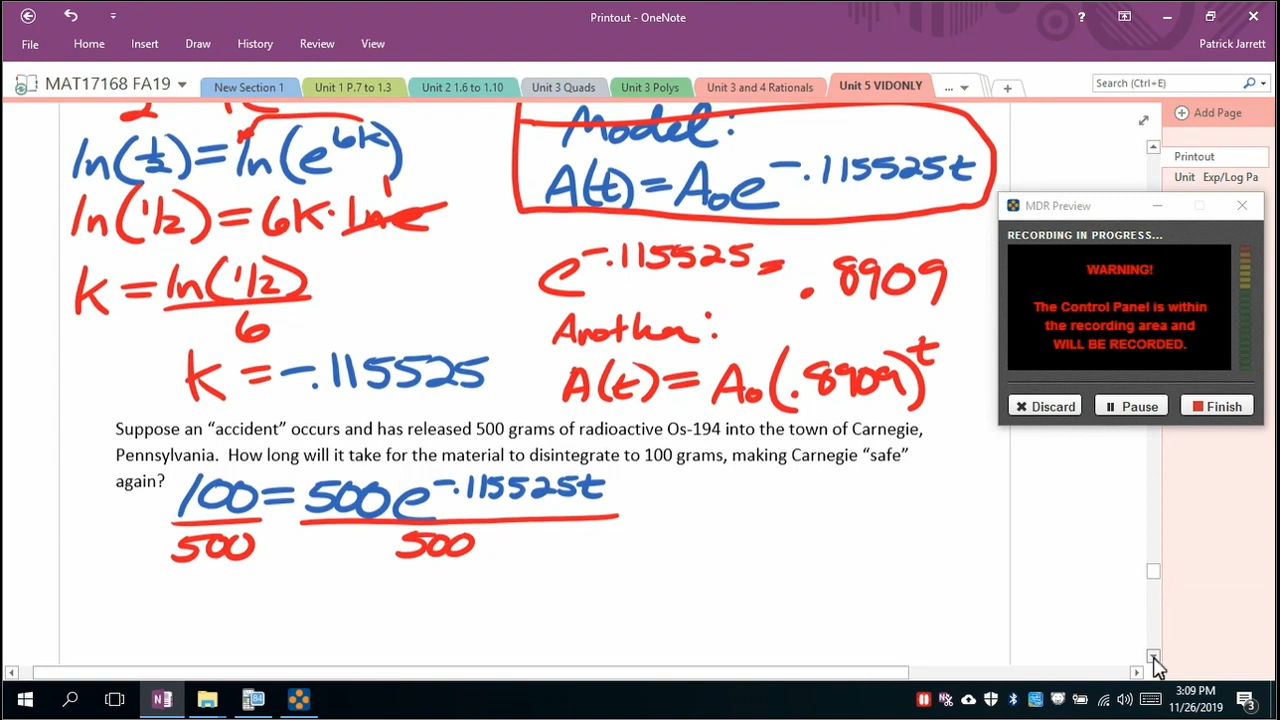 Printout - OneNote
File Home Insert Draw History Review View
Patrick Jarrett
MAT17168 FA19
New Section 1
Unit 1 P.7 to 1.3
Unit 2 1.6 to 1.10
Unit 3 Quads
Unit 3 Polys
Unit 3 and 4 Rationals
Unit 5 VIDONLY
...
Search (Ctrl+E)
Add Page
Printout
Unit Exp/Log Pa
ln(1/2)=ln(e^6k)
ln(1/2)=6k·ln e 1
k=ln(1/2)/6
k=-.115525
Model:
A(t)=A₀e^-.115525t
e^-.115525=.8909
Another:
A(t)=A₀(.8909)^t
MDR Preview
RECORDING IN PROGRESS...
WARNING!
The Control Panel is within
the recording area and
WILL BE RECORDED.
Discard Pause Finish
Suppose an “accident” occurs and has released 500 grams of radioactive Os-194 into the town of Carnegie,
Pennsylvania. How long will it take for the material to disintegrate to 100 grams, making Carnegie “safe”
again?
100=500e^-.115525t
500 500
3:09 PM
11/26/2019
3